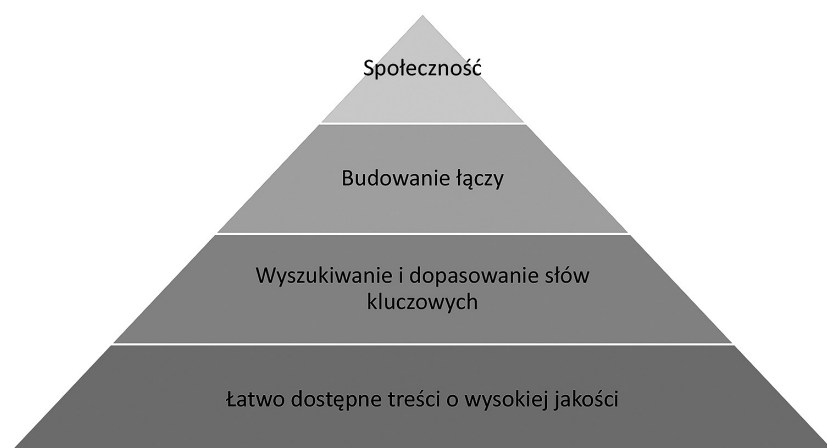 Społeczność
Budowanie łączy
Wyszukiwanie i dopasowanie słów
kluczowych
Łatwo dostępne treści o wysokiej jakości